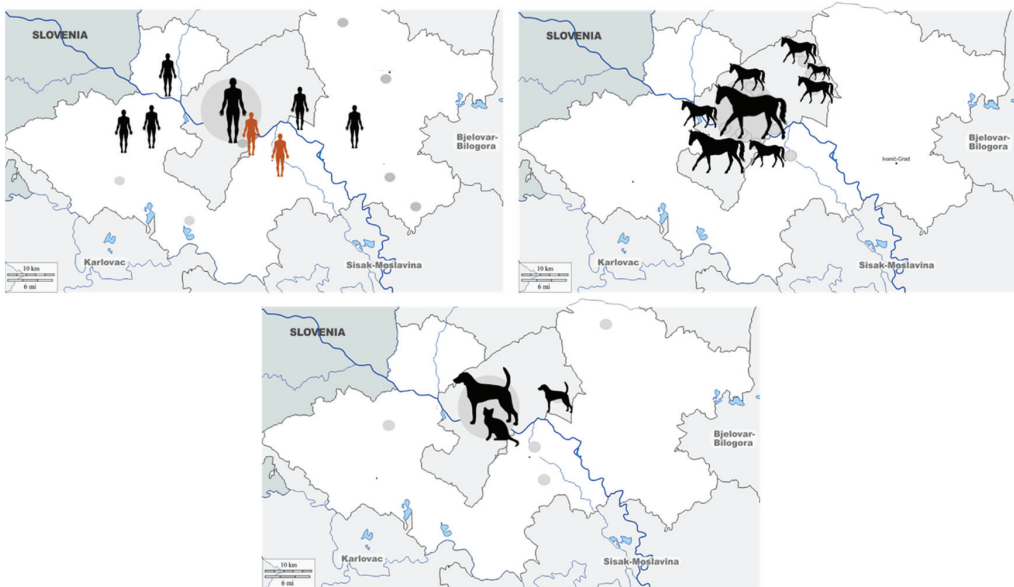 SLOVENIA
Bjelovar-
Bilogora
Karlovac
Sisak-Moslavina
10 km
6 mi
SLOVENIA
Bjelovar-
Bilogora
Ivanić-Grad
Karlovac
Sisak-Moslavina
10 km
6 mi
SLOVENIA
Bjelovar-
Bilogora
Karlovac
Sisak-Moslavina
10 km
6 mi